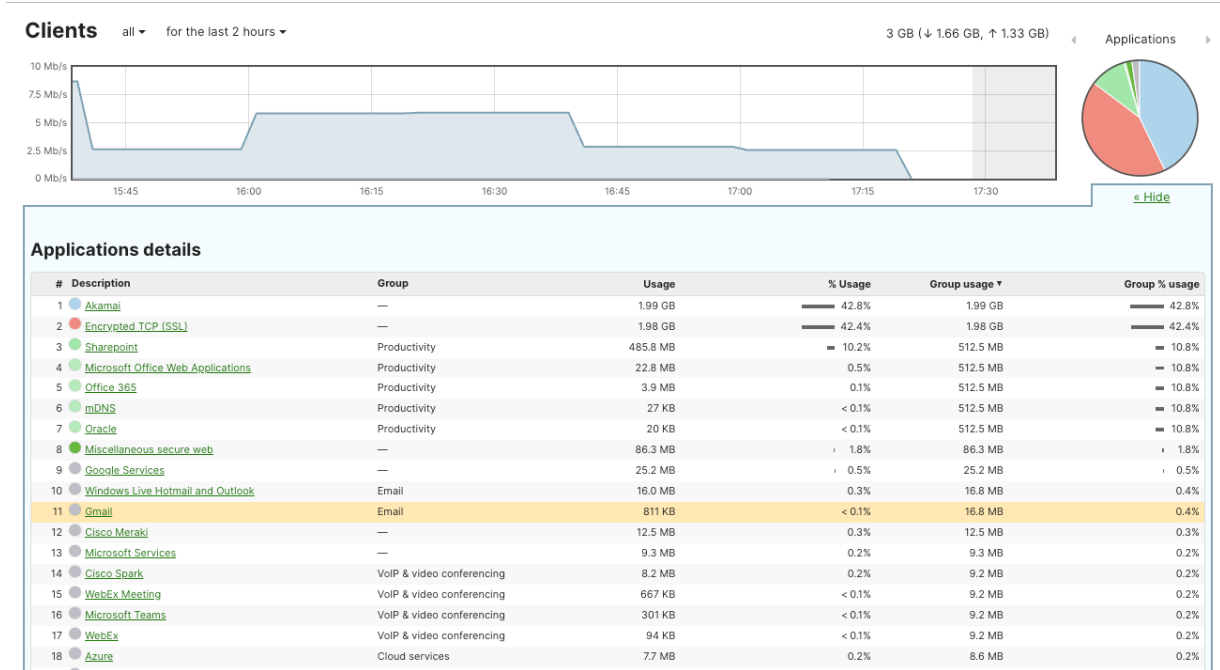 Clients all for the last 2 hours 3 GB (↓ 1.66 GB, ↑ 1.33 GB) Applications
10 Mb/s
7.5 Mb/s
5 Mb/s
2.5 Mb/s
0 Mb/s
15:45 16:00 16:15 16:30 16:45 17:00 17:15 17:30
« Hide
Applications details
# Description Group Usage % Usage Group usage ▼ Group % usage
1 Akamai — 1.99 GB 42.8% 1.99 GB 42.8%
2 Encrypted TCP (SSL) — 1.98 GB 42.4% 1.98 GB 42.4%
3 Sharepoint Productivity 485.8 MB 10.2% 512.5 MB 10.8%
4 Microsoft Office Web Applications Productivity 22.8 MB 0.5% 512.5 MB 10.8%
5 Office 365 Productivity 3.9 MB 0.1% 512.5 MB 10.8%
6 mDNS Productivity 27 KB < 0.1% 512.5 MB 10.8%
7 Oracle Productivity 20 KB < 0.1% 512.5 MB 10.8%
8 Miscellaneous secure web — 86.3 MB 1.8% 86.3 MB 1.8%
9 Google Services — 25.2 MB 0.5% 25.2 MB 0.5%
10 Windows Live Hotmail and Outlook Email 16.0 MB 0.3% 16.8 MB 0.4%
11 Gmail Email 811 KB < 0.1% 16.8 MB 0.4%
12 Cisco Meraki — 12.5 MB 0.3% 12.5 MB 0.3%
13 Microsoft Services — 9.3 MB 0.2% 9.3 MB 0.2%
14 Cisco Spark VoIP & video conferencing 8.2 MB 0.2% 9.2 MB 0.2%
15 WebEx Meeting VoIP & video conferencing 667 KB < 0.1% 9.2 MB 0.2%
16 Microsoft Teams VoIP & video conferencing 301 KB < 0.1% 9.2 MB 0.2%
17 WebEx VoIP & video conferencing 94 KB < 0.1% 9.2 MB 0.2%
18 Azure Cloud services 7.7 MB 0.2% 8.6 MB 0.2%